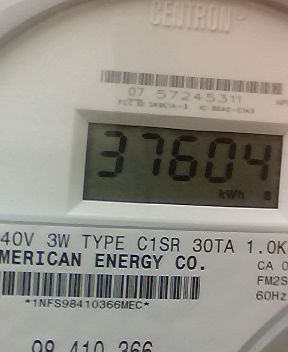 CENTRON®
07 57245311
37604
kWh
40V 3W TYPE C1SR 30TA 1.0K
MERICAN ENERGY CO.
CA 0
FM2S
*1NFS98410366MEC*
60Hz
98 410 366